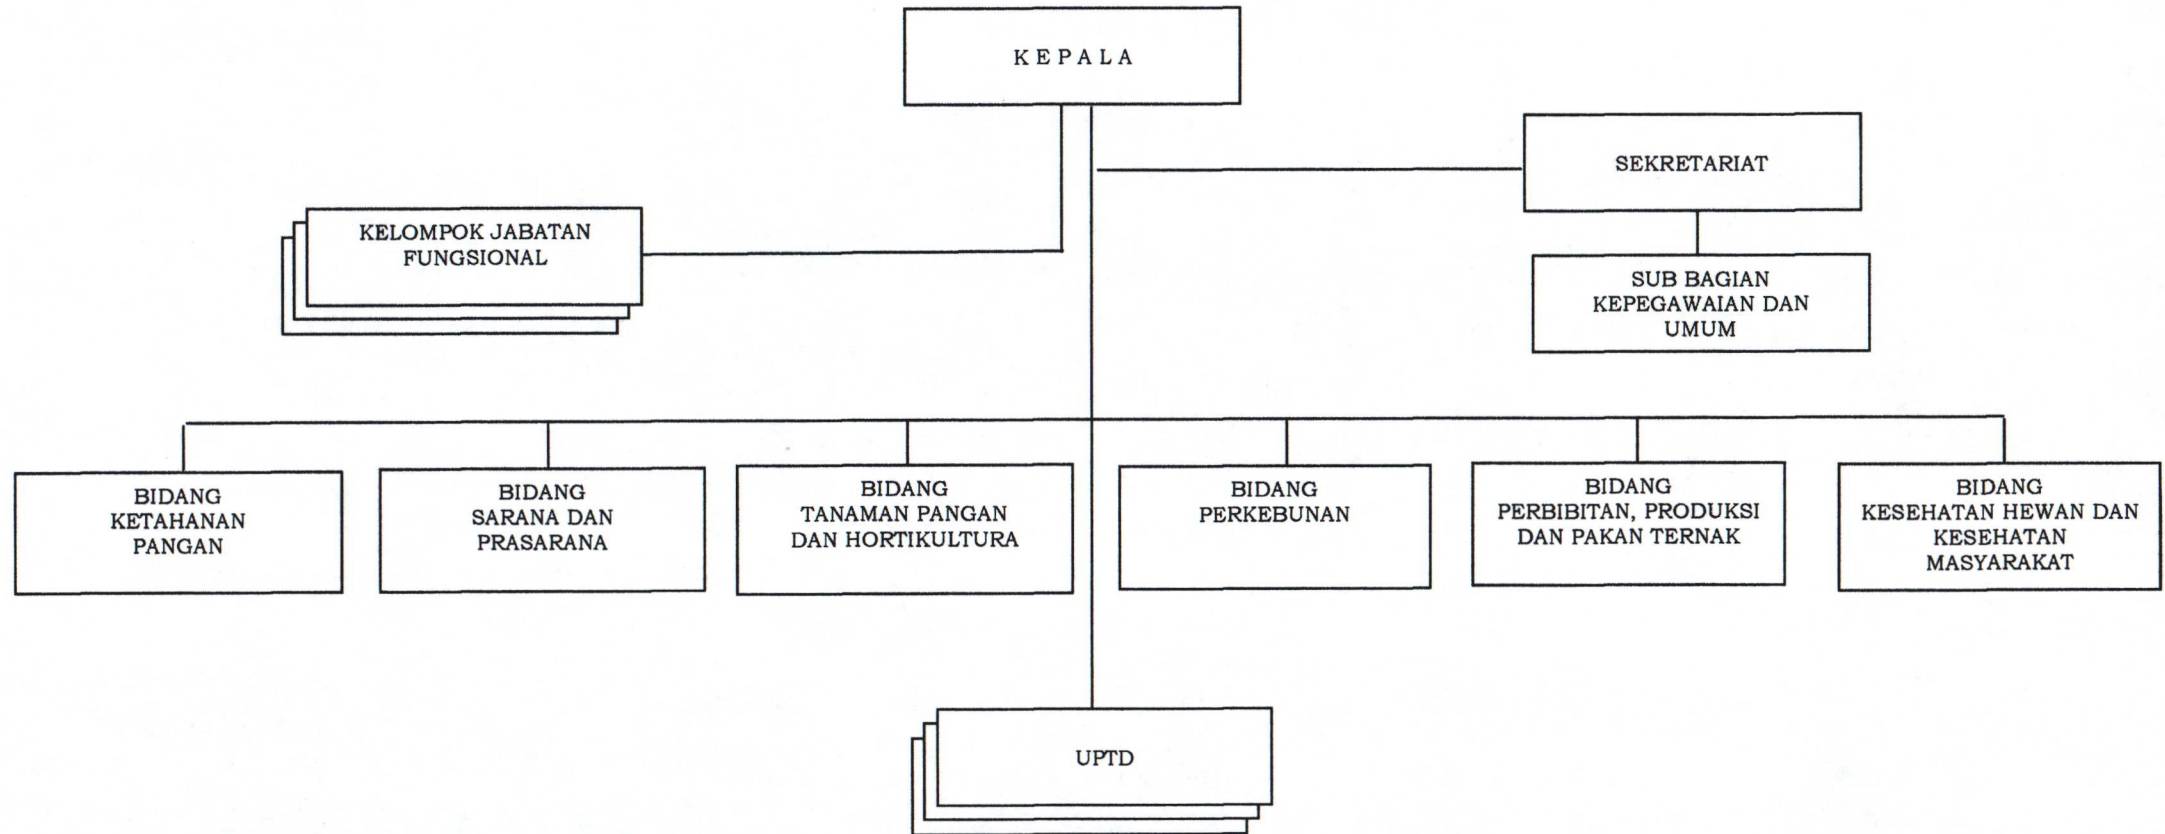 K E P A L A
SEKRETARIAT
KELOMPOK JABATAN
FUNGSIONAL
SUB BAGIAN
KEPEGAWAIAN DAN
UMUM
BIDANG
KETAHANAN
PANGAN
BIDANG
SARANA DAN
PRASARANA
BIDANG
TANAMAN PANGAN
DAN HORTIKULTURA
BIDANG
PERKEBUNAN
BIDANG
PERBIBITAN, PRODUKSI
DAN PAKAN TERNAK
BIDANG
KESEHATAN HEWAN DAN
KESEHATAN
MASYARAKAT
UPTD